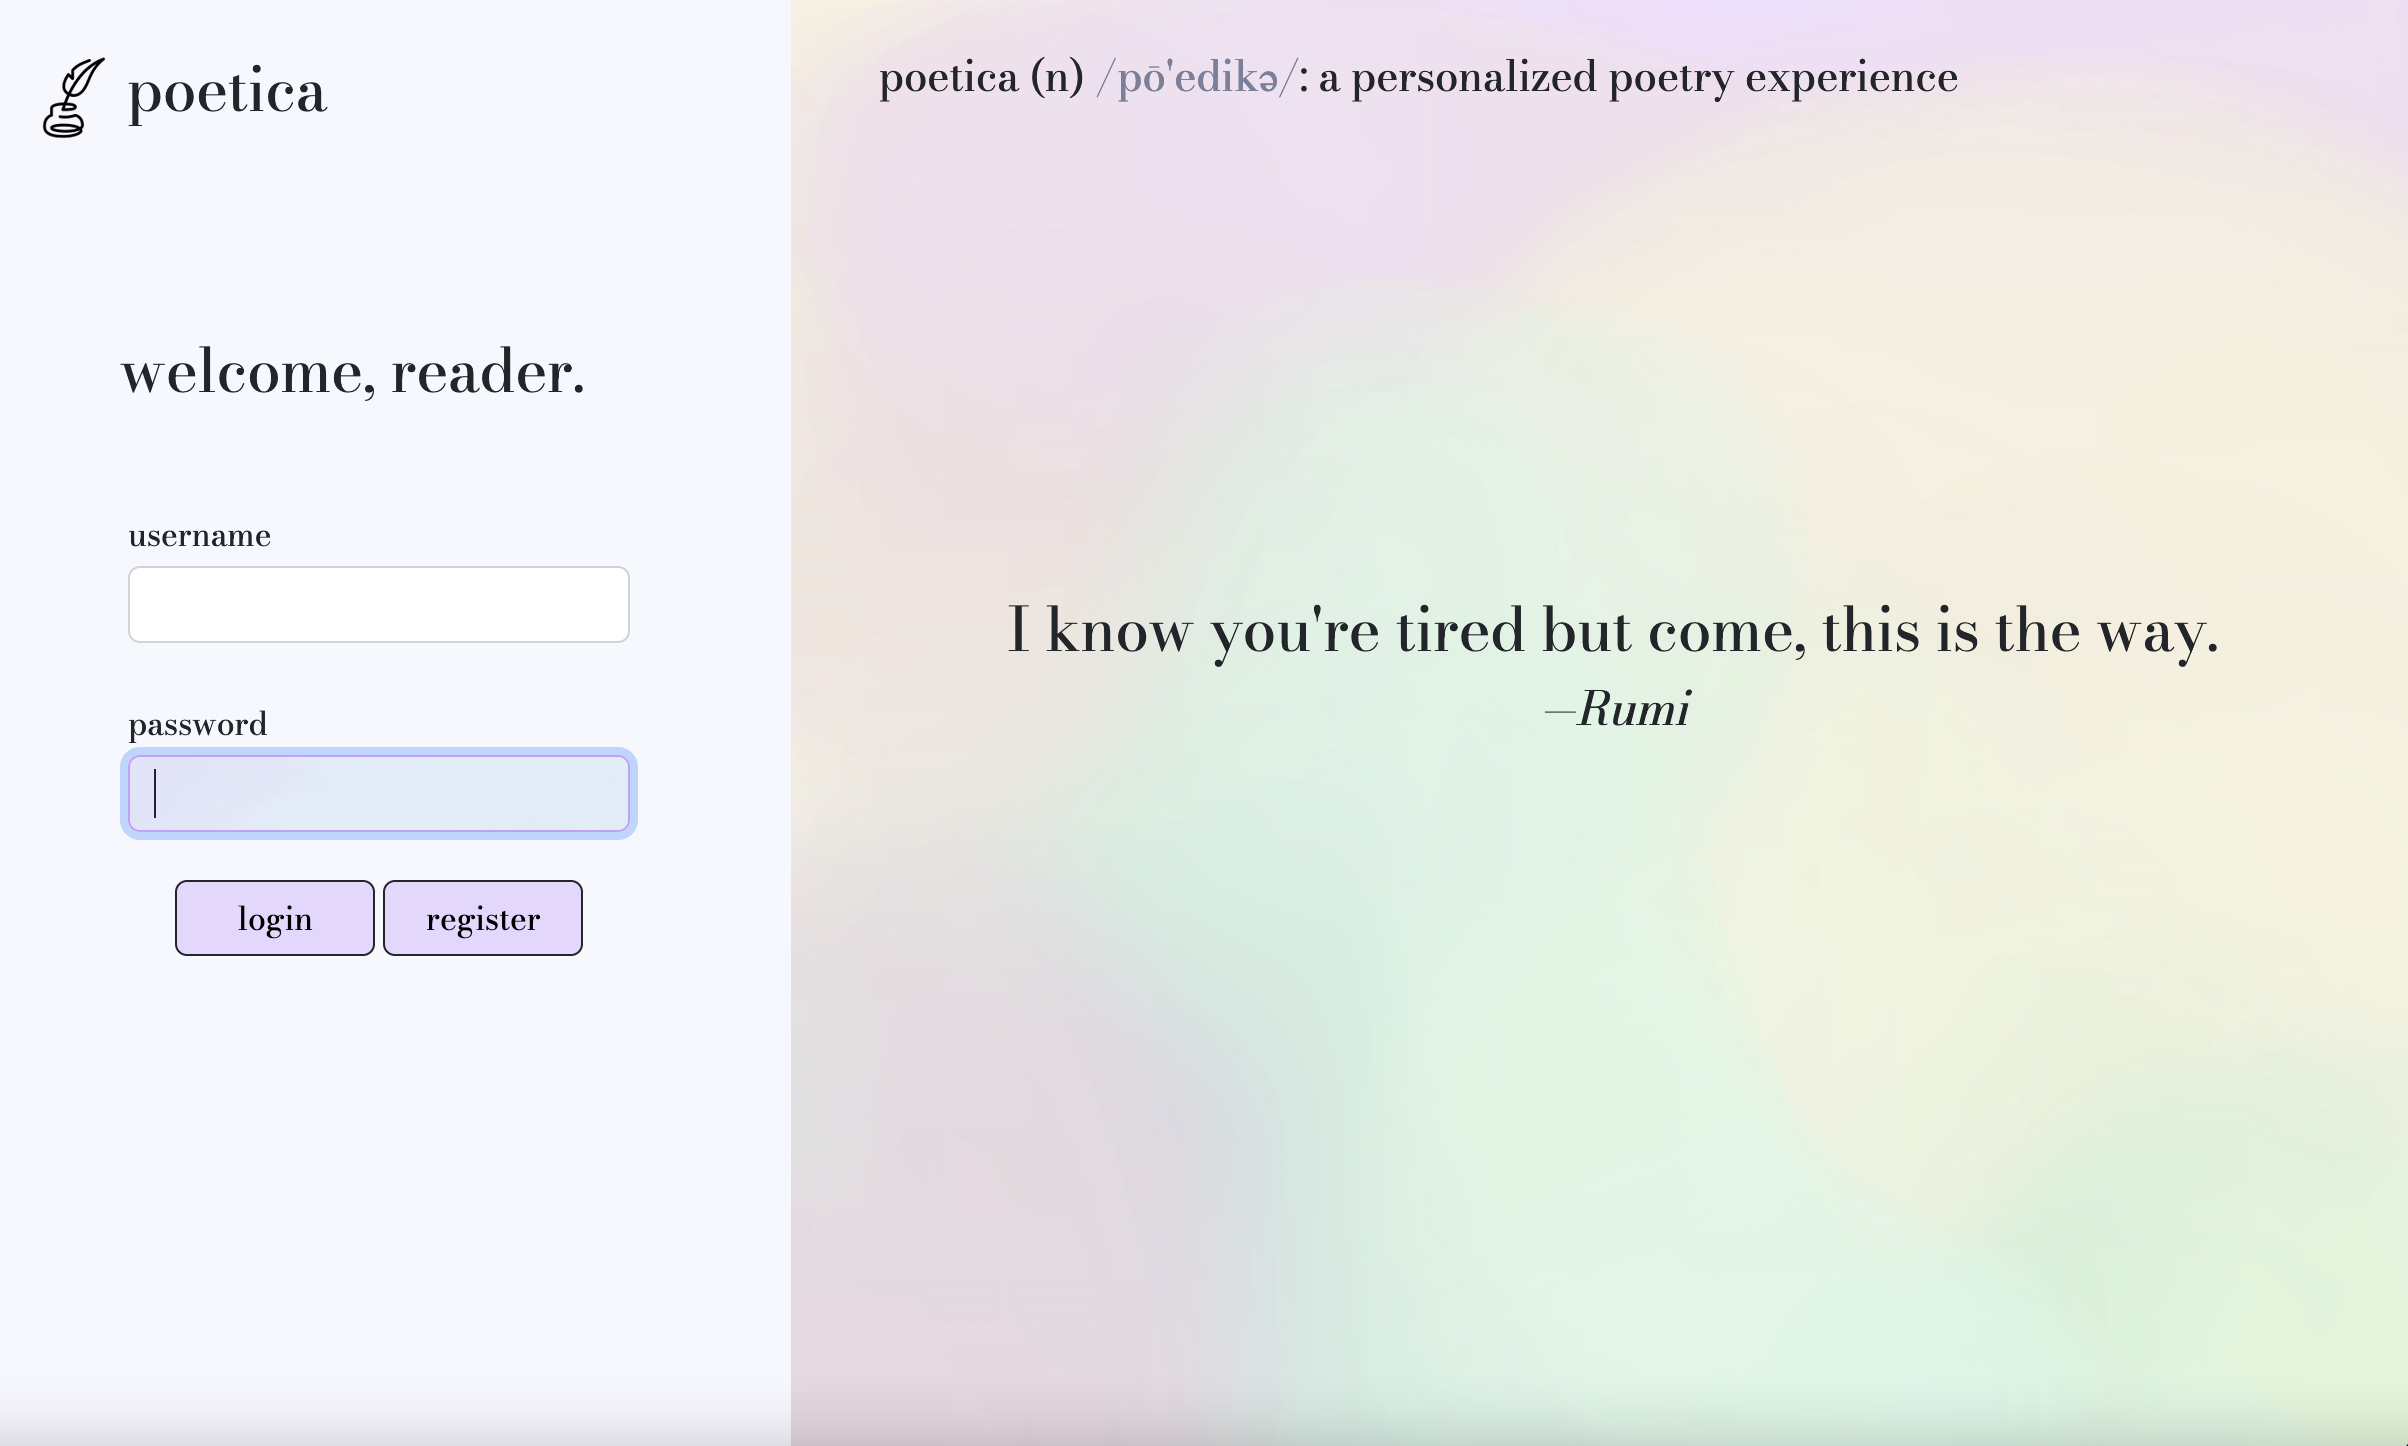 poetica
welcome, reader.
username
password
login
register
poetica (n) /pō'edikə/: a personalized poetry experience
I know you're tired but come, this is the way.
—Rumi